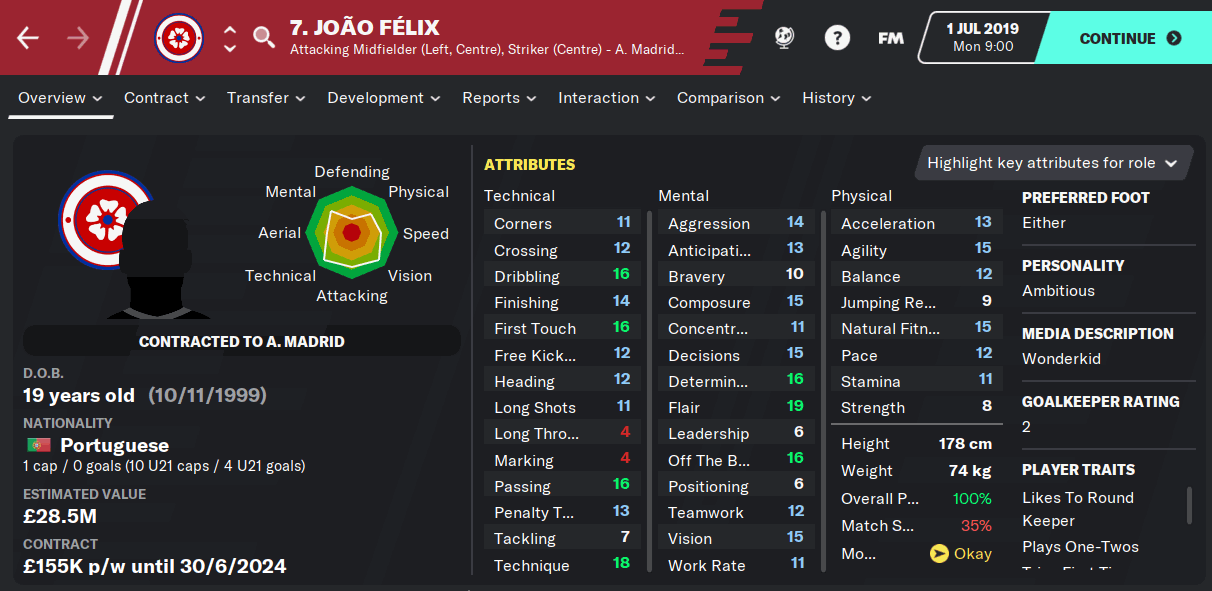 7. JOÃO FÉLIX
Attacking Midfielder (Left, Centre), Striker (Centre) - A. Madrid...
?
FM
1 JUL 2019
Mon 9:00
CONTINUE
Overview
Contract
Transfer
Development
Reports
Interaction
Comparison
History
Defending
Mental
Physical
Aerial
Speed
Technical
Vision
Attacking
CONTRACTED TO A. MADRID
D.O.B.
19 years old (10/11/1999)
NATIONALITY
Portuguese
1 cap / 0 goals (10 U21 caps / 4 U21 goals)
ESTIMATED VALUE
£28.5M
CONTRACT
£155K p/w until 30/6/2024
ATTRIBUTES
Highlight key attributes for role
Technical
Corners 11
Crossing 12
Dribbling 16
Finishing 14
First Touch 16
Free Kick... 12
Heading 12
Long Shots 11
Long Thro... 4
Marking 4
Passing 16
Penalty T... 13
Tackling 7
Technique 18
Mental
Aggression 14
Anticipati... 13
Bravery 10
Composure 15
Concentr... 11
Decisions 15
Determin... 16
Flair 19
Leadership 6
Off The B... 16
Positioning 6
Teamwork 12
Vision 15
Work Rate 11
Physical
Acceleration 13
Agility 15
Balance 12
Jumping Re... 9
Natural Fitn... 15
Pace 12
Stamina 11
Strength 8
Height 178 cm
Weight 74 kg
Overall P... 100%
Match S... 35%
Mo... Okay
PREFERRED FOOT
Either
PERSONALITY
Ambitious
MEDIA DESCRIPTION
Wonderkid
GOALKEEPER RATING
2
PLAYER TRAITS
Likes To Round
Keeper
Plays One-Twos